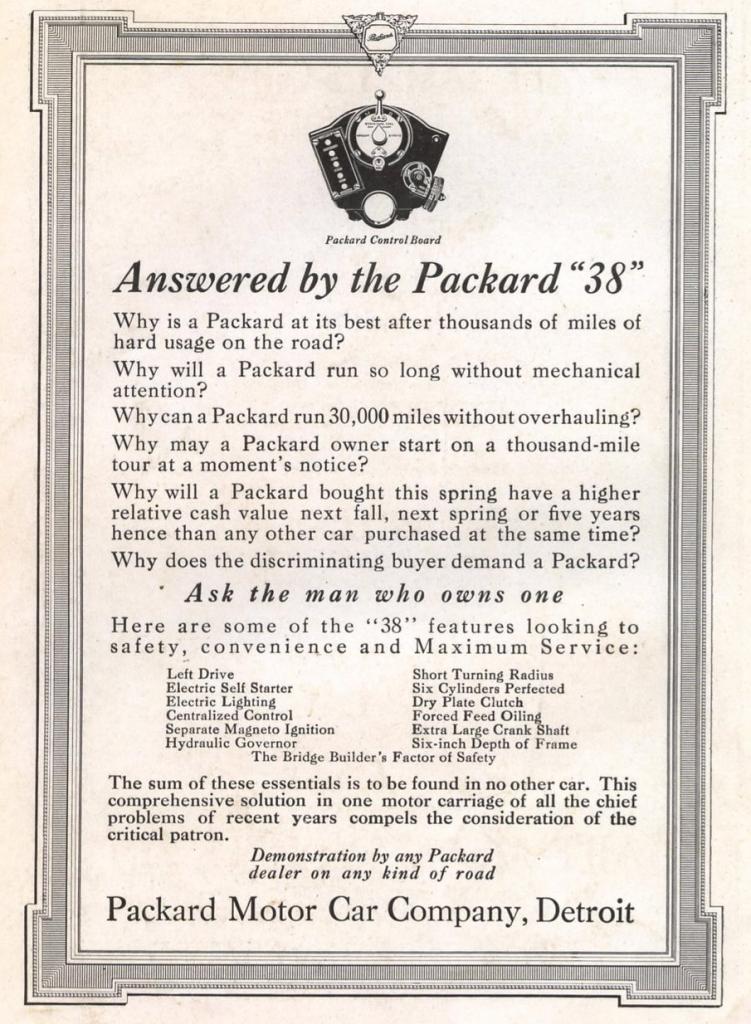 Packard
Packard Control Board
Answered by the Packard "38"
Why is a Packard at its best after thousands of miles of
hard usage on the road?
Why will a Packard run so long without mechanical
attention?
Why can a Packard run 30,000 miles without overhauling?
Why may a Packard owner start on a thousand-mile
tour at a moment's notice?
Why will a Packard bought this spring have a higher
relative cash value next fall, next spring or five years
hence than any other car purchased at the same time?
Why does the discriminating buyer demand a Packard?
Ask the man who owns one
Here are some of the "38" features looking to
safety, convenience and Maximum Service:
Left Drive
Electric Self Starter
Electric Lighting
Centralized Control
Separate Magneto Ignition
Hydraulic Governor
Short Turning Radius
Six Cylinders Perfected
Dry Plate Clutch
Forced Feed Oiling
Extra Large Crank Shaft
Six-inch Depth of Frame
The Bridge Builder's Factor of Safety
The sum of these essentials is to be found in no other car. This
comprehensive solution in one motor carriage of all the chief
problems of recent years compels the consideration of the
critical patron.
Demonstration by any Packard
dealer on any kind of road
Packard Motor Car Company, Detroit